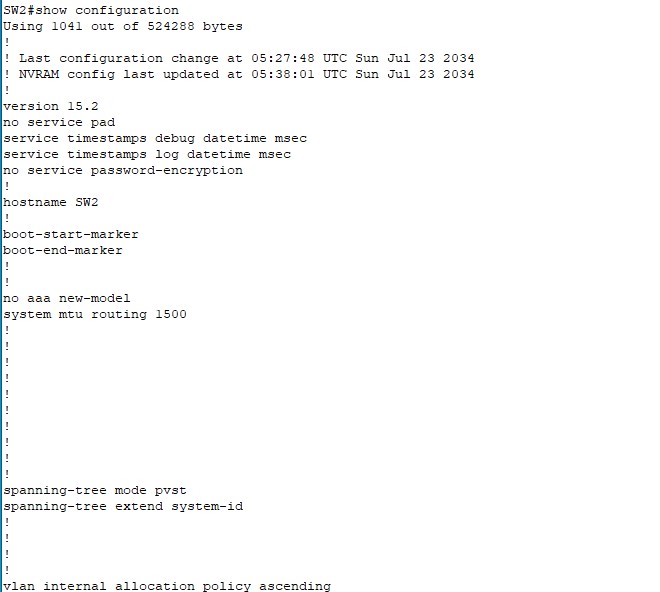 SW2#show configuration
Using 1041 out of 524288 bytes
!
! Last configuration change at 05:27:48 UTC Sun Jul 23 2034
! NVRAM config last updated at 05:38:01 UTC Sun Jul 23 2034
!
version 15.2
no service pad
service timestamps debug datetime msec
service timestamps log datetime msec
no service password-encryption
!
hostname SW2
!
boot-start-marker
boot-end-marker
!
!
no aaa new-model
system mtu routing 1500
!
!
!
!
!
!
!
!
!
!
spanning-tree mode pvst
spanning-tree extend system-id
!
!
!
!
vlan internal allocation policy ascending